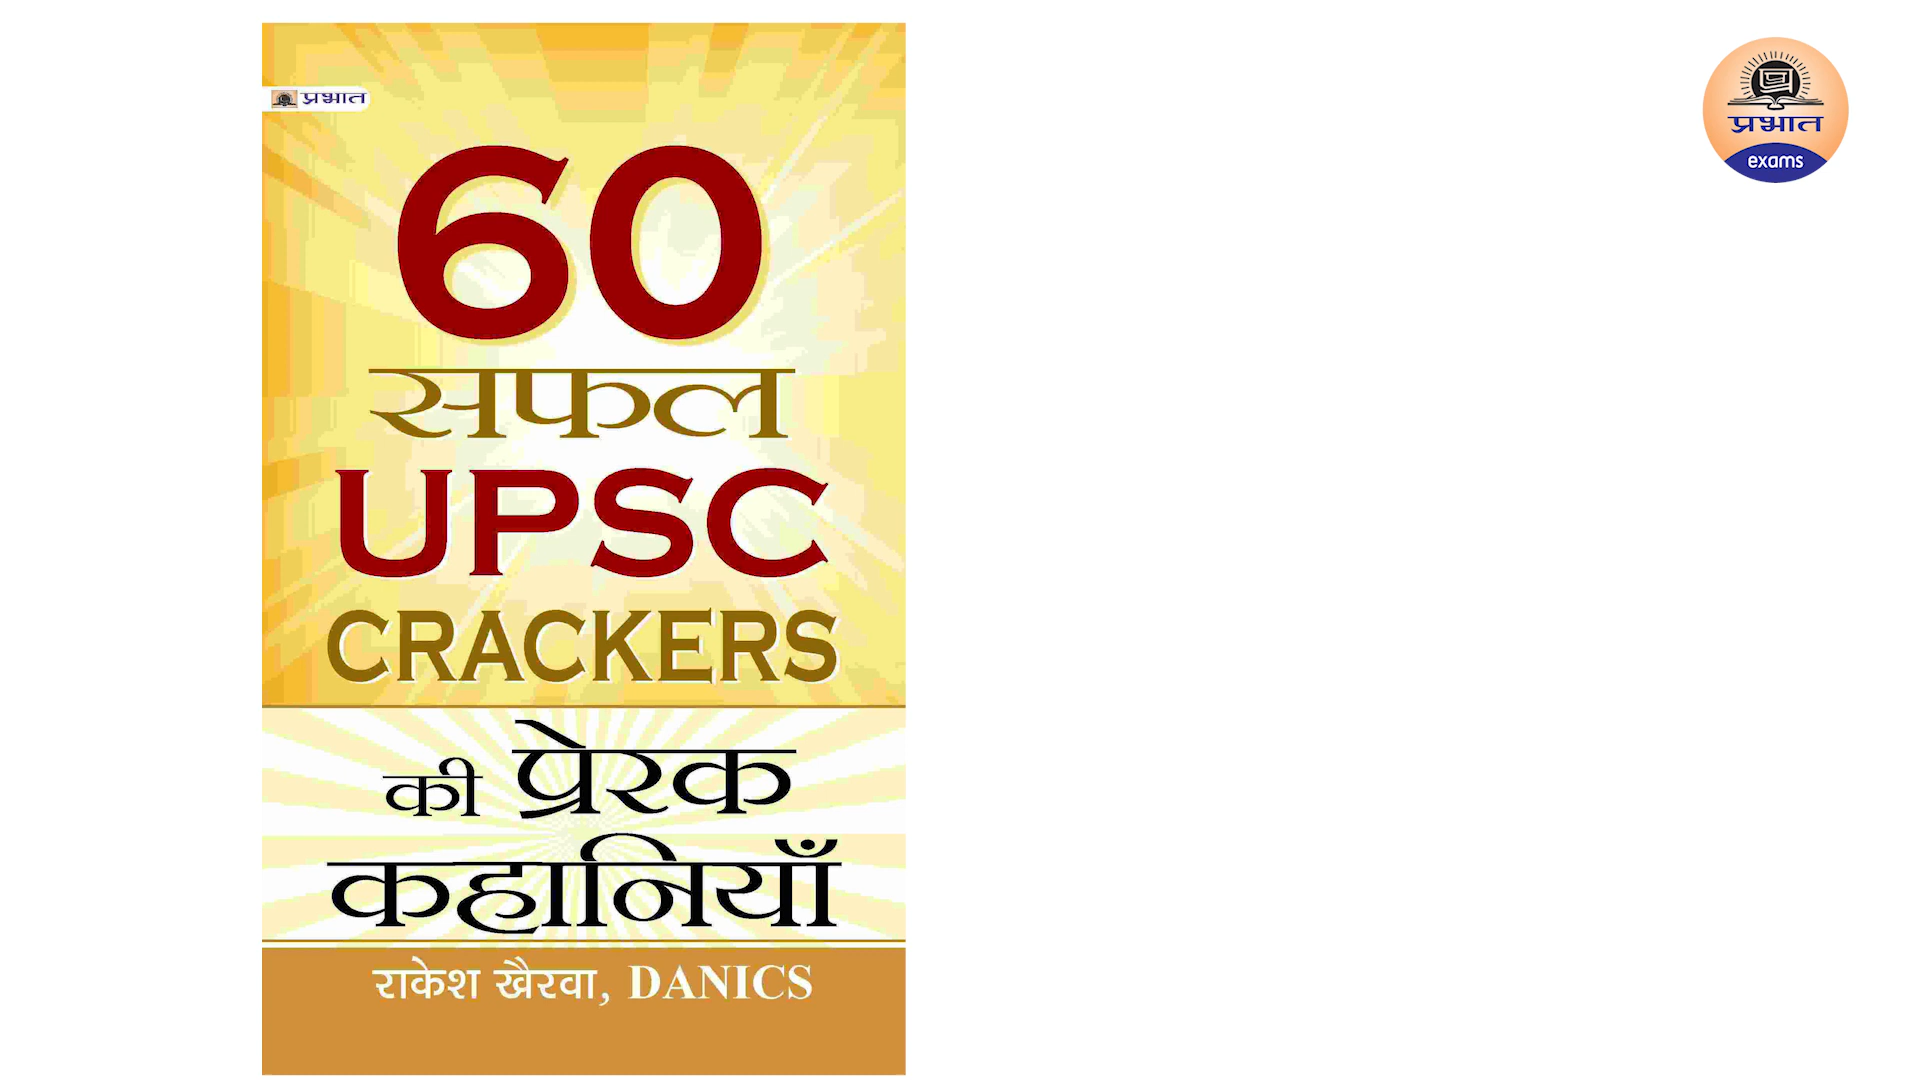 प्रभात
60
सफल
UPSC
CRACKERS
की प्रेरक
कहानियाँ
राकेश खैरवा, DANICS
प्रभात
exams